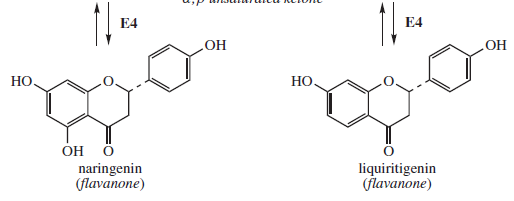 α,β-unsaturated ketone
E4
E4
OH
OH
HO
O
HO
O
OH
O
O
naringenin
liquiritigenin
(flavanone)
(flavanone)